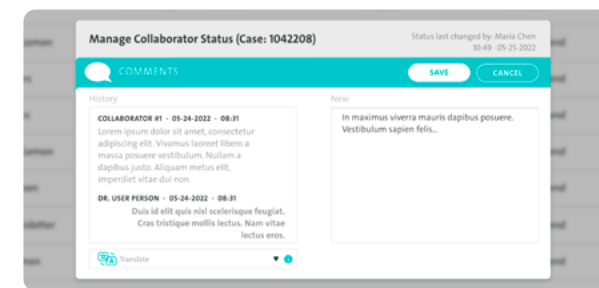 Manage Collaborator Status (Case: 1042208)
Status last changed by: Maria Chen
10:49 - 05-25-2022
COMMENTS
SAVE
CANCEL
History
COLLABORATOR #1 - 05-24-2022 - 08:31
Lorem ipsum dolor sit amet, consectetur
adipiscing elit. Vivamus laoreet libero a
massa posuere vestibulum. Nullam a
dapibus justo. Aliquam metus elit,
imperdiet vitae dui non.
DR. USER PERSON - 05-24-2022 - 08:31
Duis id elit quis nisl scelerisque feugiat.
Cras tristique mollis lectus. Nam vitae
lectus eros.
Translate
New
In maximus viverra mauris dapibus posuere.
Vestibulum sapien felis...